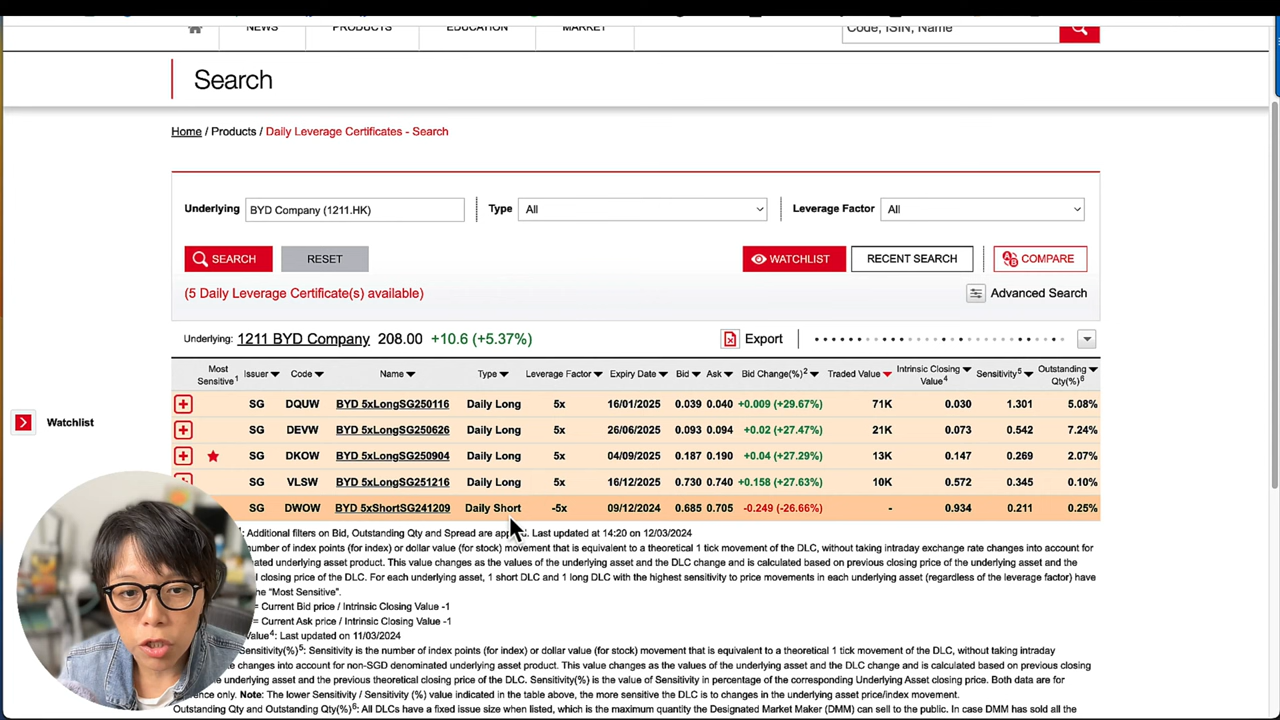 NEWS
PRODUCTS
EDUCATION
MARKET
Code, ISIN, Name
Search
Home / Products / Daily Leverage Certificates - Search
Underlying BYD Company (1211.HK) Type All Leverage Factor All
SEARCH RESET WATCHLIST RECENT SEARCH COMPARE
(5 Daily Leverage Certificate(s) available) Advanced Search
Underlying: 1211 BYD Company 208.00 +10.6 (+5.37%) Export
Most Sensitive1 Issuer Code Name Type Leverage Factor Expiry Date Bid Ask Bid Change(%)2 Traded Value Intrinsic Closing Value4 Sensitivity5 Outstanding Qty(%)6
SG DQUW BYD 5xLongSG250116 Daily Long 5x 16/01/2025 0.039 0.040 +0.009 (+29.67%) 71K 0.030 1.301 5.08%
SG DEVW BYD 5xLongSG250626 Daily Long 5x 26/06/2025 0.093 0.094 +0.02 (+27.47%) 21K 0.073 0.542 7.24%
Watchlist
SG DKOW BYD 5xLongSG250904 Daily Long 5x 04/09/2025 0.187 0.190 +0.04 (+27.29%) 13K 0.147 0.269 2.07%
SG VLSW BYD 5xLongSG251216 Daily Long 5x 16/12/2025 0.730 0.740 +0.158 (+27.63%) 10K 0.572 0.345 0.10%
SG DWOW BYD 5xShortSG241209 Daily Short -5x 09/12/2024 0.685 0.705 -0.249 (-26.66%) - 0.934 0.211 0.25%
Additional filters on Bid, Outstanding Qty and Spread are Last updated at 14:20 on 12/03/2024
number of index points (for index) or dollar value (for stock) movement that is equivalent to a theoretical 1 tick movement of the DLC, without taking intraday exchange rate changes into account for
ated underlying asset product. This value changes as the values of the underlying asset and the DLC change and is calculated based on previous closing price of the underlying asset and the
closing price of the DLC. For each underlying asset, 1 short DLC and 1 long DLC with the highest sensitivity to price movements in each underlying asset (regardless of the leverage factor) have
the "Most Sensitive".
= Current Bid price / Intrinsic Closing Value -1
= Current Ask price / Intrinsic Closing Value -1
Value4: Last updated on 11/03/2024
Sensitivity(%)5: Sensitivity is the number of index points (for index) or dollar value (for stock) movement that is equivalent to a theoretical 1 tick movement of the DLC, without taking intraday
rate changes into account for non-SGD denominated underlying asset product. This value changes as the values of the underlying asset and the DLC change and is calculated based on previous closing
the underlying asset and the previous theoretical closing price of the DLC. Sensitivity(%) is the value of Sensitivity in percentage of the corresponding Underlying Asset closing price. Both data are for
ence only. Note: The lower Sensitivity / Sensitivity (%) value indicated in the table above, the more sensitive the DLC is to changes in the underlying asset price/index movement.
Outstanding Qty and Outstanding Qty(%)6: All DLCs have a fixed issue size when listed, which is the maximum quantity the Designated Market Maker (DMM) can sell to the public. In case DMM has sold all the